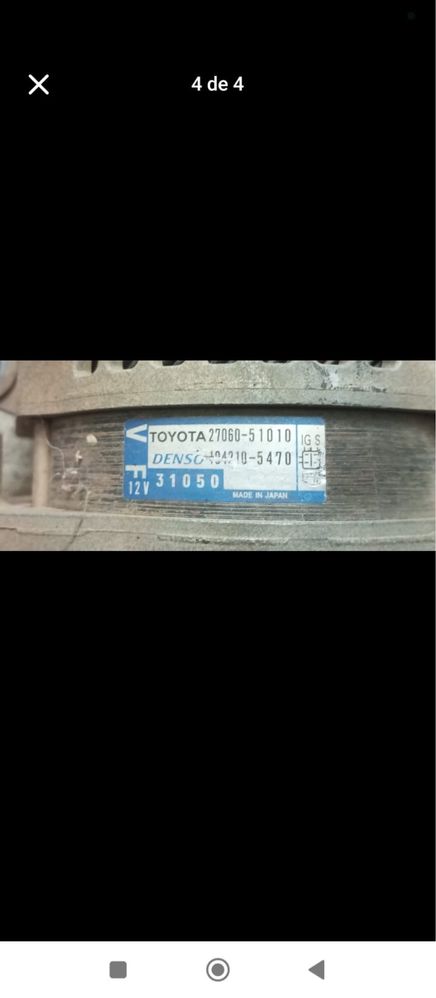 4 de 4
V F
TOYOTA 27060-51010
DENSO 104210-5470
12V 31050
MADE IN JAPAN
IG S